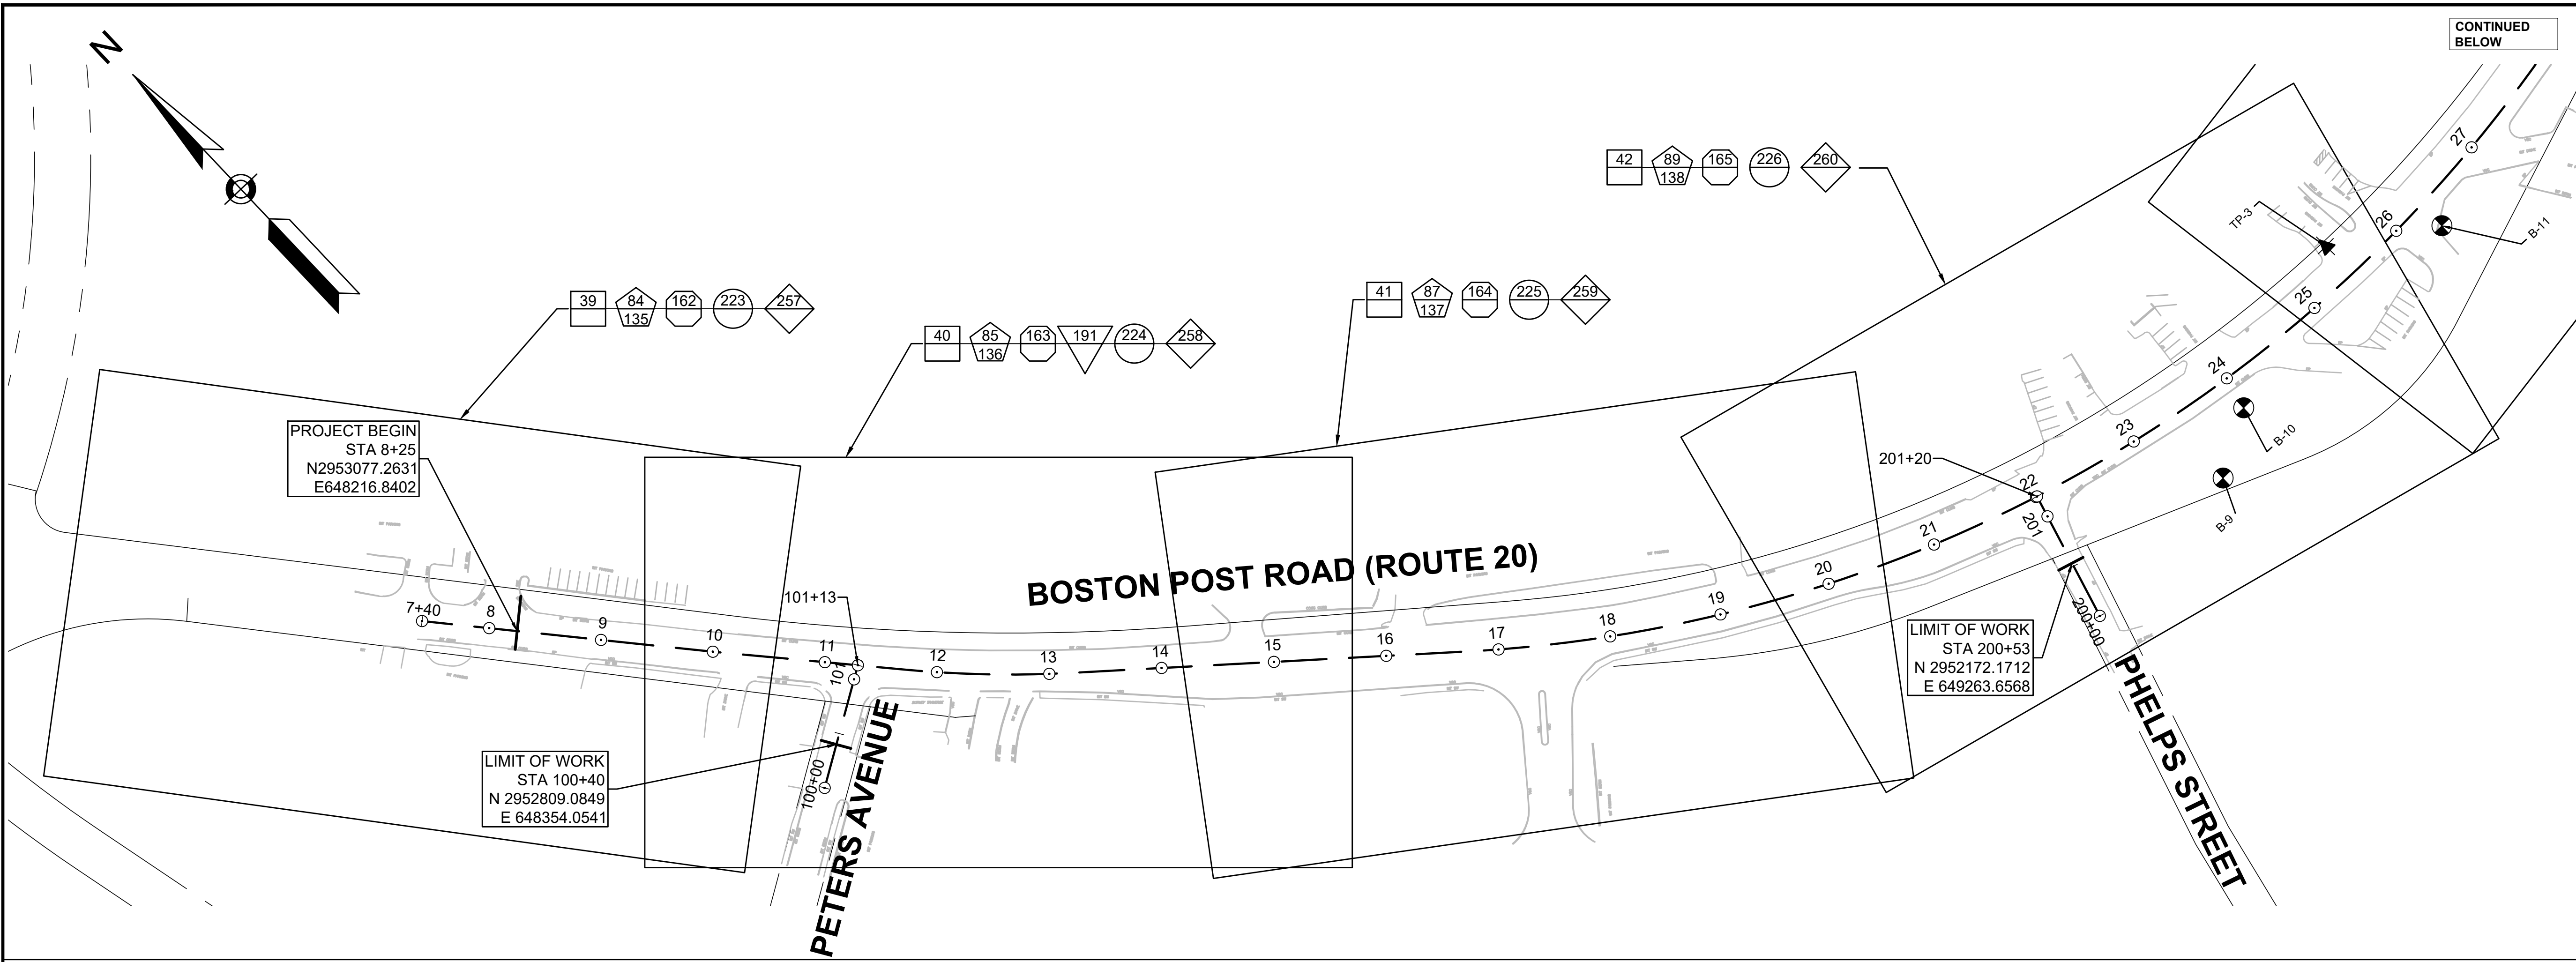 CONTINUED
BELOW
N
42 89 138 165 226 260
39 84 135 162 223 257
40 85 136 163 191 224 258
41 87 137 164 225 259
PROJECT BEGIN
STA 8+25
N2953077.2631
E648216.8402
7+40
8
9
10
11
12
13
14
15
16
17
18
19
20
21
22
23
24
25
26
27
101+13
101
100+00
201+20
201
200+00
TP-3
B-11
B-10
B-9
BOSTON POST ROAD (ROUTE 20)
PETERS AVENUE
PHELPS STREET
LIMIT OF WORK
STA 100+40
N 2952809.0849
E 648354.0541
LIMIT OF WORK
STA 200+53
N 2952172.1712
E 649263.6568